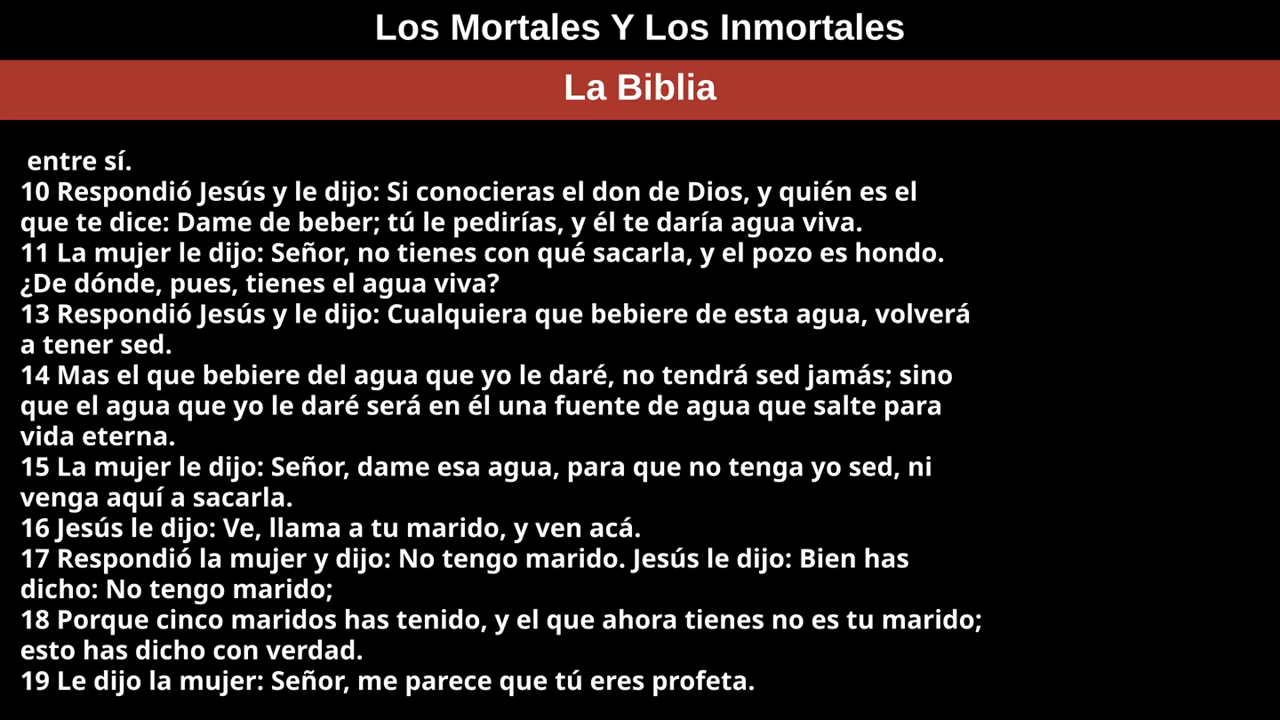 Los Mortales Y Los Inmortales
La Biblia
entre sí.
10 Respondió Jesús y le dijo: Si conocieras el don de Dios, y quién es el
que te dice: Dame de beber; tú le pedirías, y él te daría agua viva.
11 La mujer le dijo: Señor, no tienes con qué sacarla, y el pozo es hondo.
¿De dónde, pues, tienes el agua viva?
13 Respondió Jesús y le dijo: Cualquiera que bebiere de esta agua, volverá
a tener sed.
14 Mas el que bebiere del agua que yo le daré, no tendrá sed jamás; sino
que el agua que yo le daré será en él una fuente de agua que salte para
vida eterna.
15 La mujer le dijo: Señor, dame esa agua, para que no tenga yo sed, ni
venga aquí a sacarla.
16 Jesús le dijo: Ve, llama a tu marido, y ven acá.
17 Respondió la mujer y dijo: No tengo marido. Jesús le dijo: Bien has
dicho: No tengo marido;
18 Porque cinco maridos has tenido, y el que ahora tienes no es tu marido;
esto has dicho con verdad.
19 Le dijo la mujer: Señor, me parece que tú eres profeta.